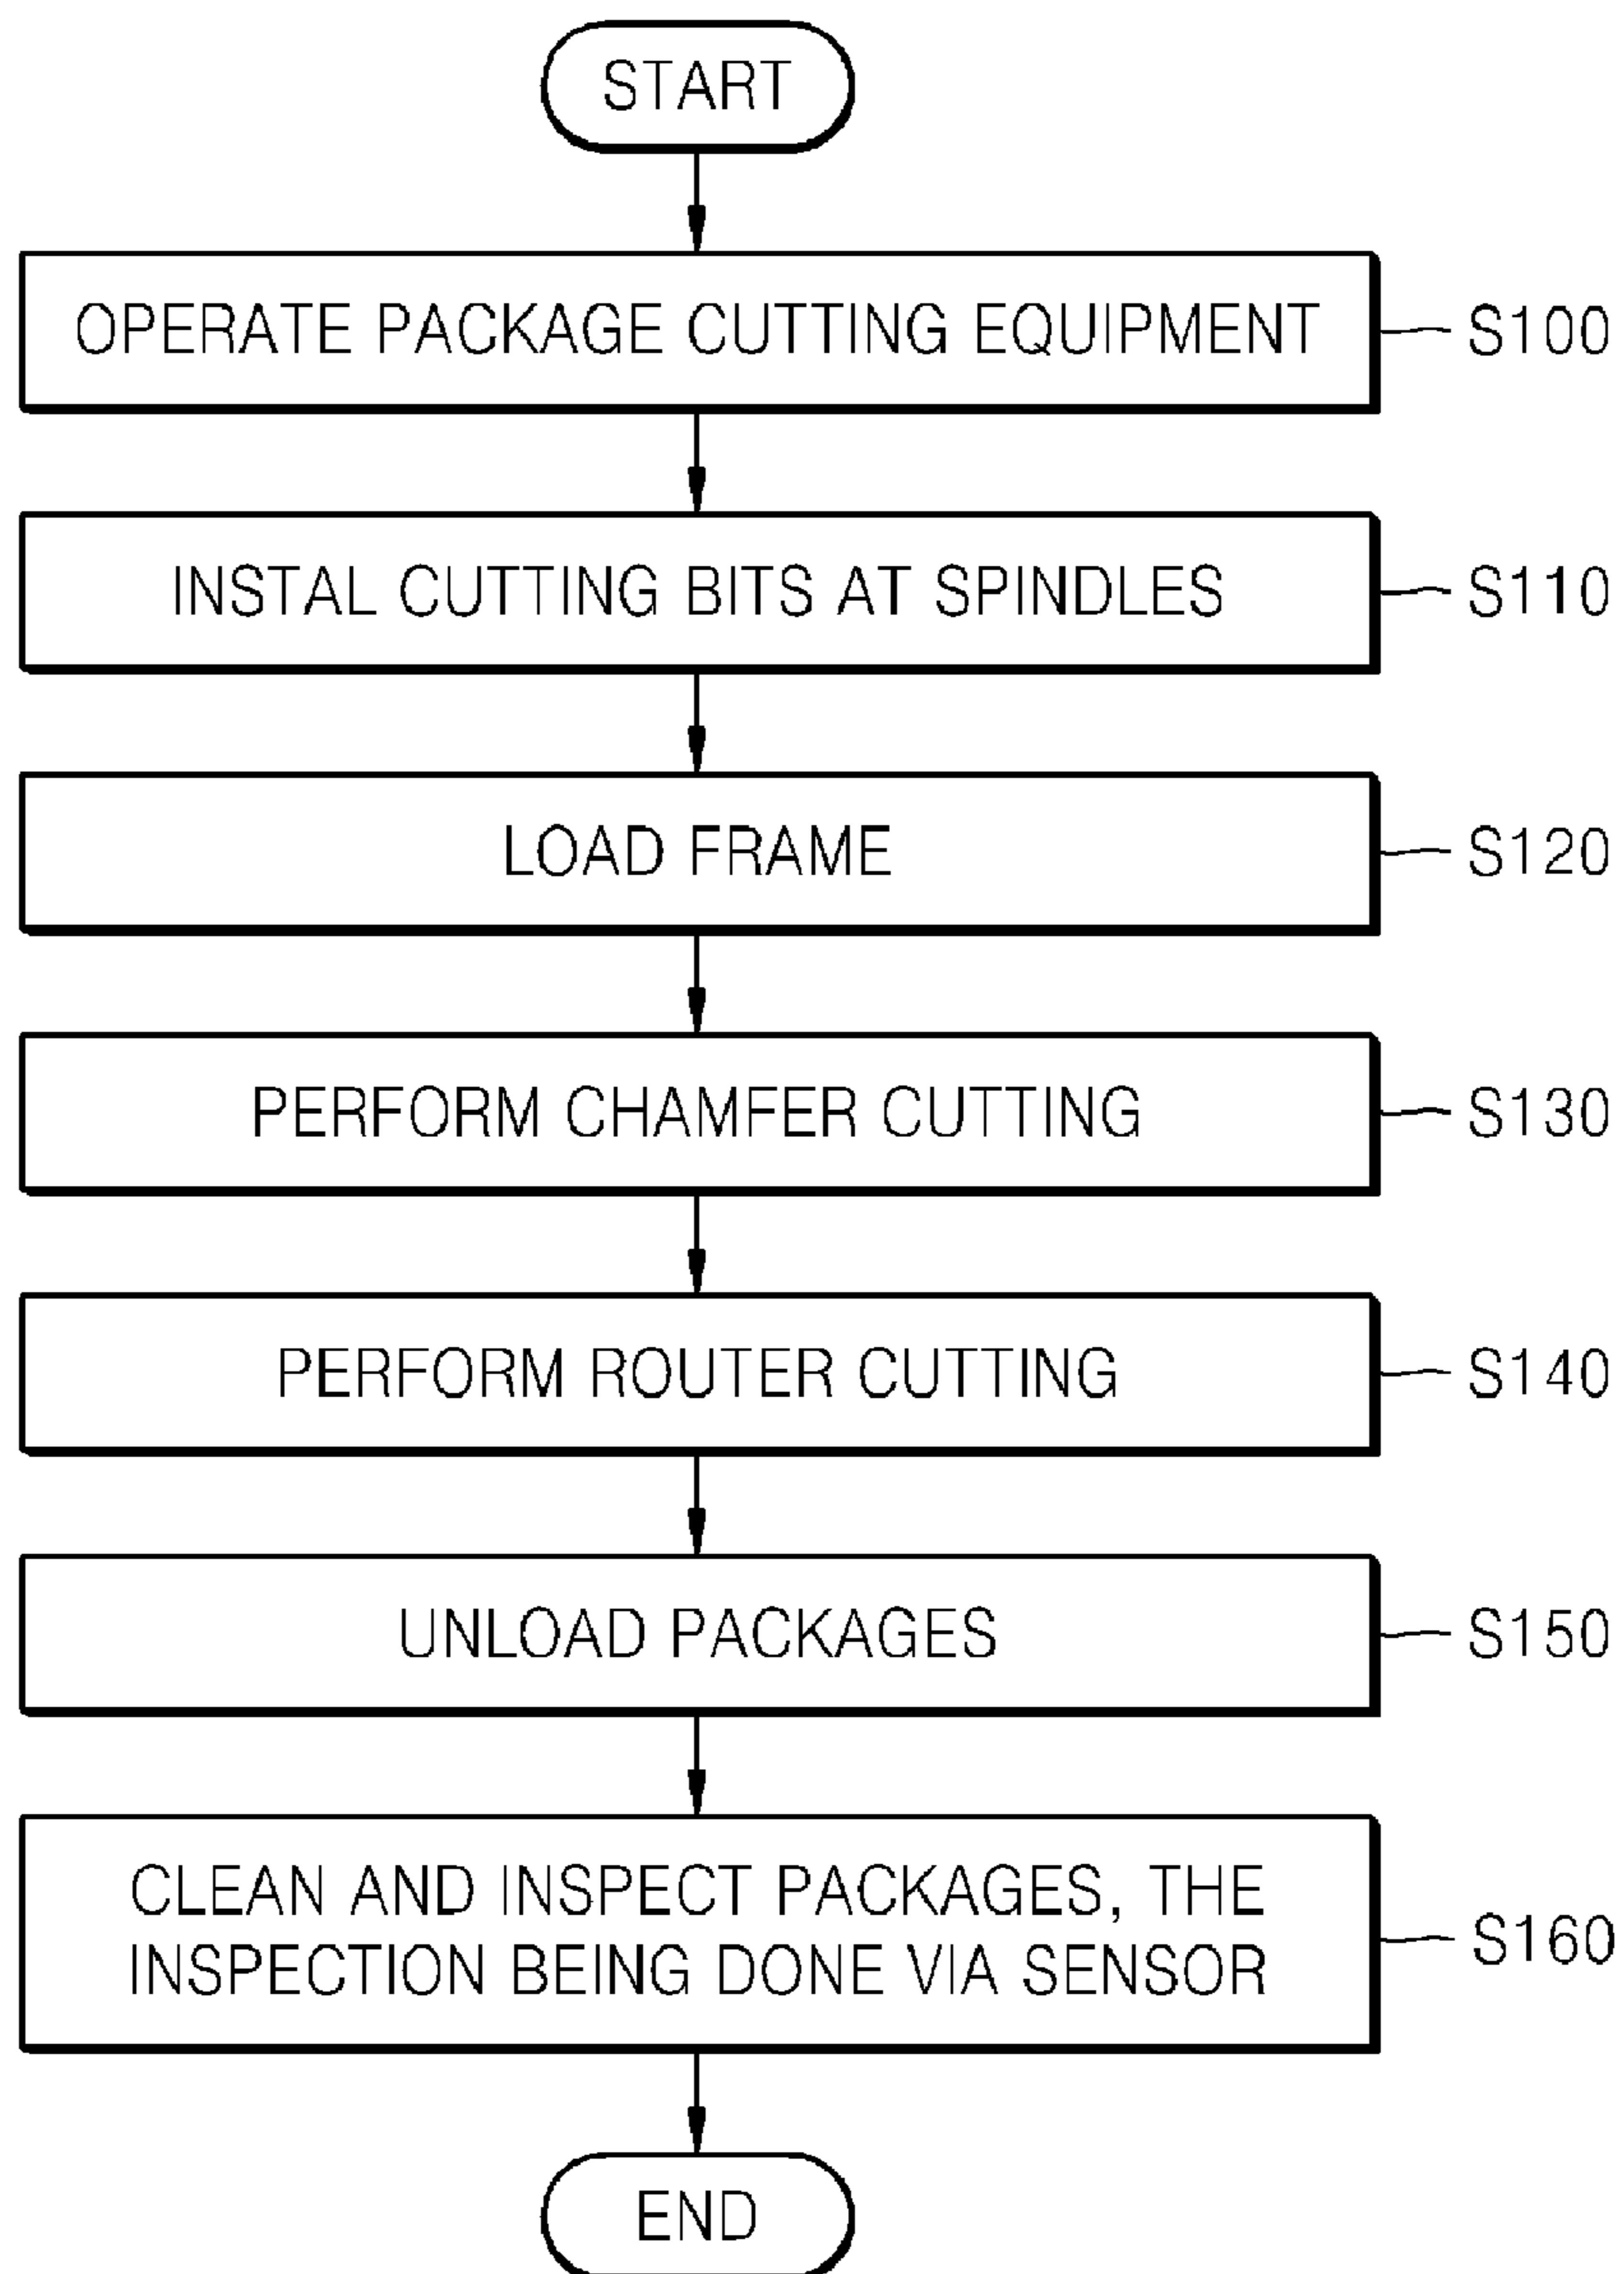 START
OPERATE PACKAGE CUTTING EQUIPMENT
S100
INSTAL CUTTING BITS AT SPINDLES
S110
LOAD FRAME
S120
PERFORM CHAMFER CUTTING
S130
PERFORM ROUTER CUTTING
S140
UNLOAD PACKAGES
S150
CLEAN AND INSPECT PACKAGES, THE
INSPECTION BEING DONE VIA SENSOR
S160
END